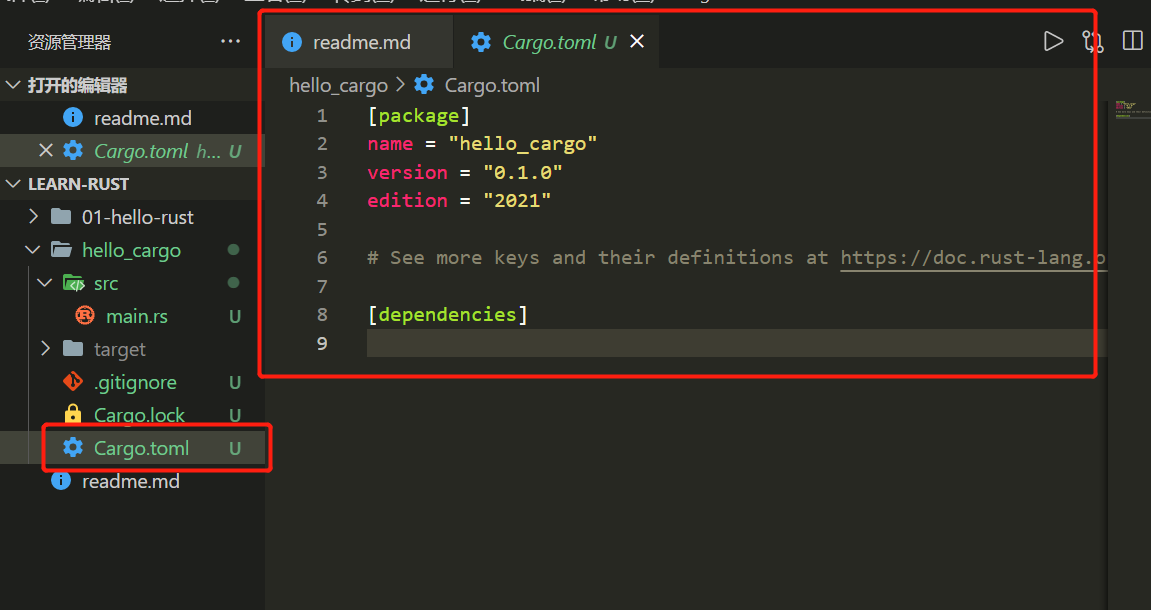 资源管理器 ···
打开的编辑器
readme.md
Cargo.toml h... U
LEARN-RUST
01-hello-rust
hello_cargo
src
main.rs U
target
.gitignore U
Cargo.lock U
Cargo.toml U
readme.md
readme.md Cargo.toml U
hello_cargo > Cargo.toml
1 [package]
2 name = "hello_cargo"
3 version = "0.1.0"
4 edition = "2021"
5
6 # See more keys and their definitions at https://doc.rust-lang.o
7
8 [dependencies]
9